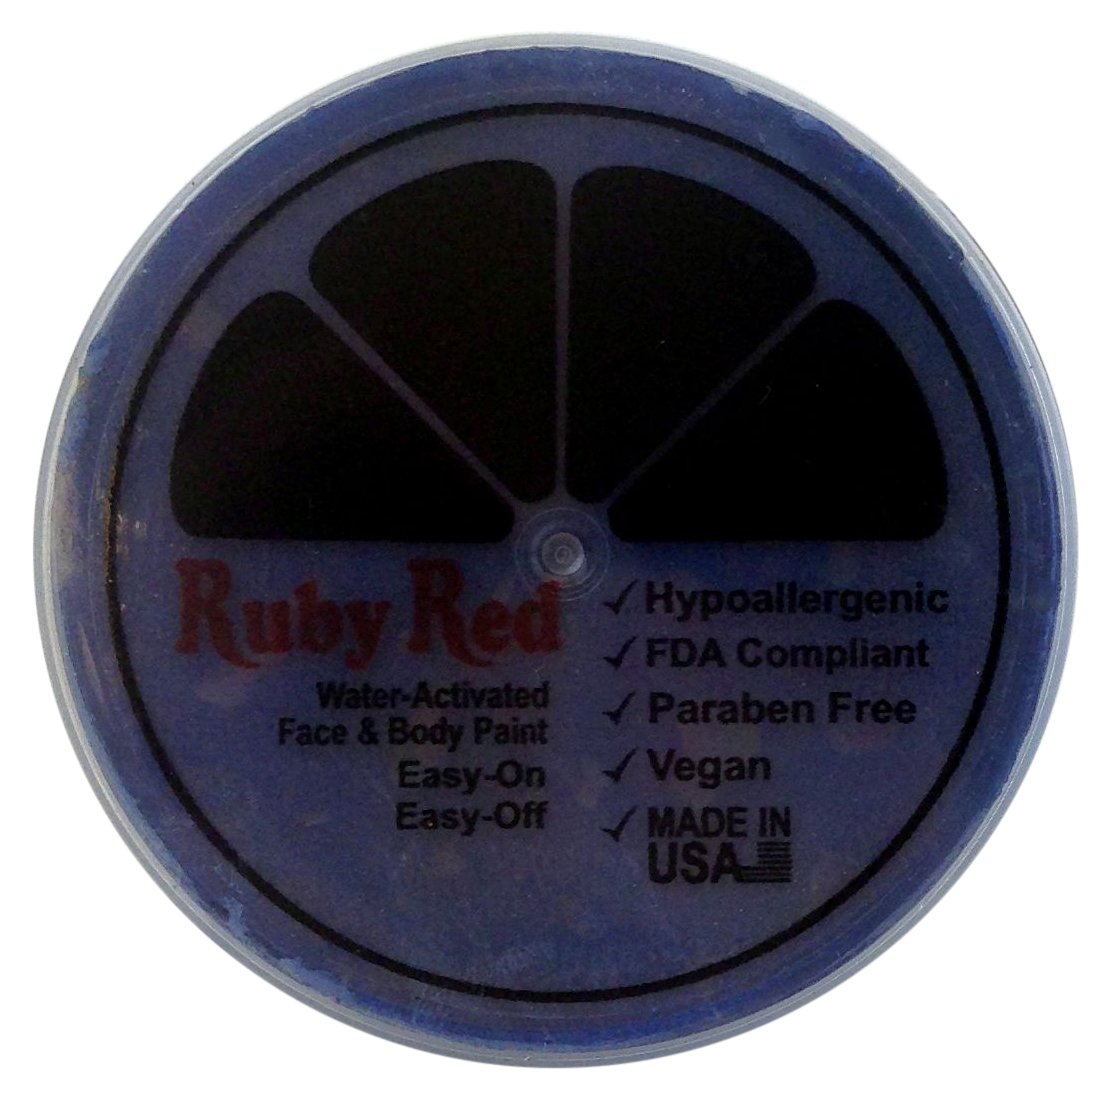 Ruby Red
Water-Activated
Face & Body Paint
Easy-On
Easy-Off
✓ Hypoallergenic
✓ FDA Compliant
✓ Paraben Free
✓ Vegan
✓ MADE IN
USA